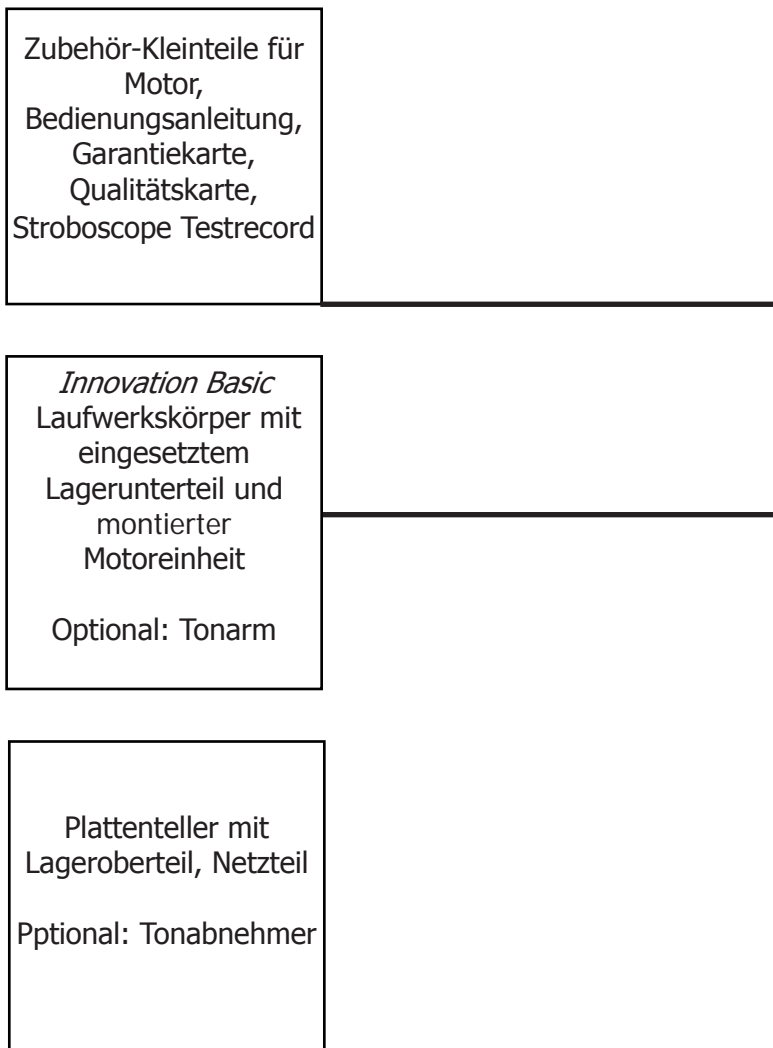 Zubehör-Kleinteile für
Motor,
Bedienungsanleitung,
Garantiekarte,
Qualitätskarte,
Stroboscope Testrecord
Innovation Basic
Laufwerkskörper mit
eingesetztem
Lagerunterteil und
montierter
Motoreinheit
Optional: Tonarm
Plattenteller mit
Lageroberteil, Netzteil
Pptional: Tonabnehmer